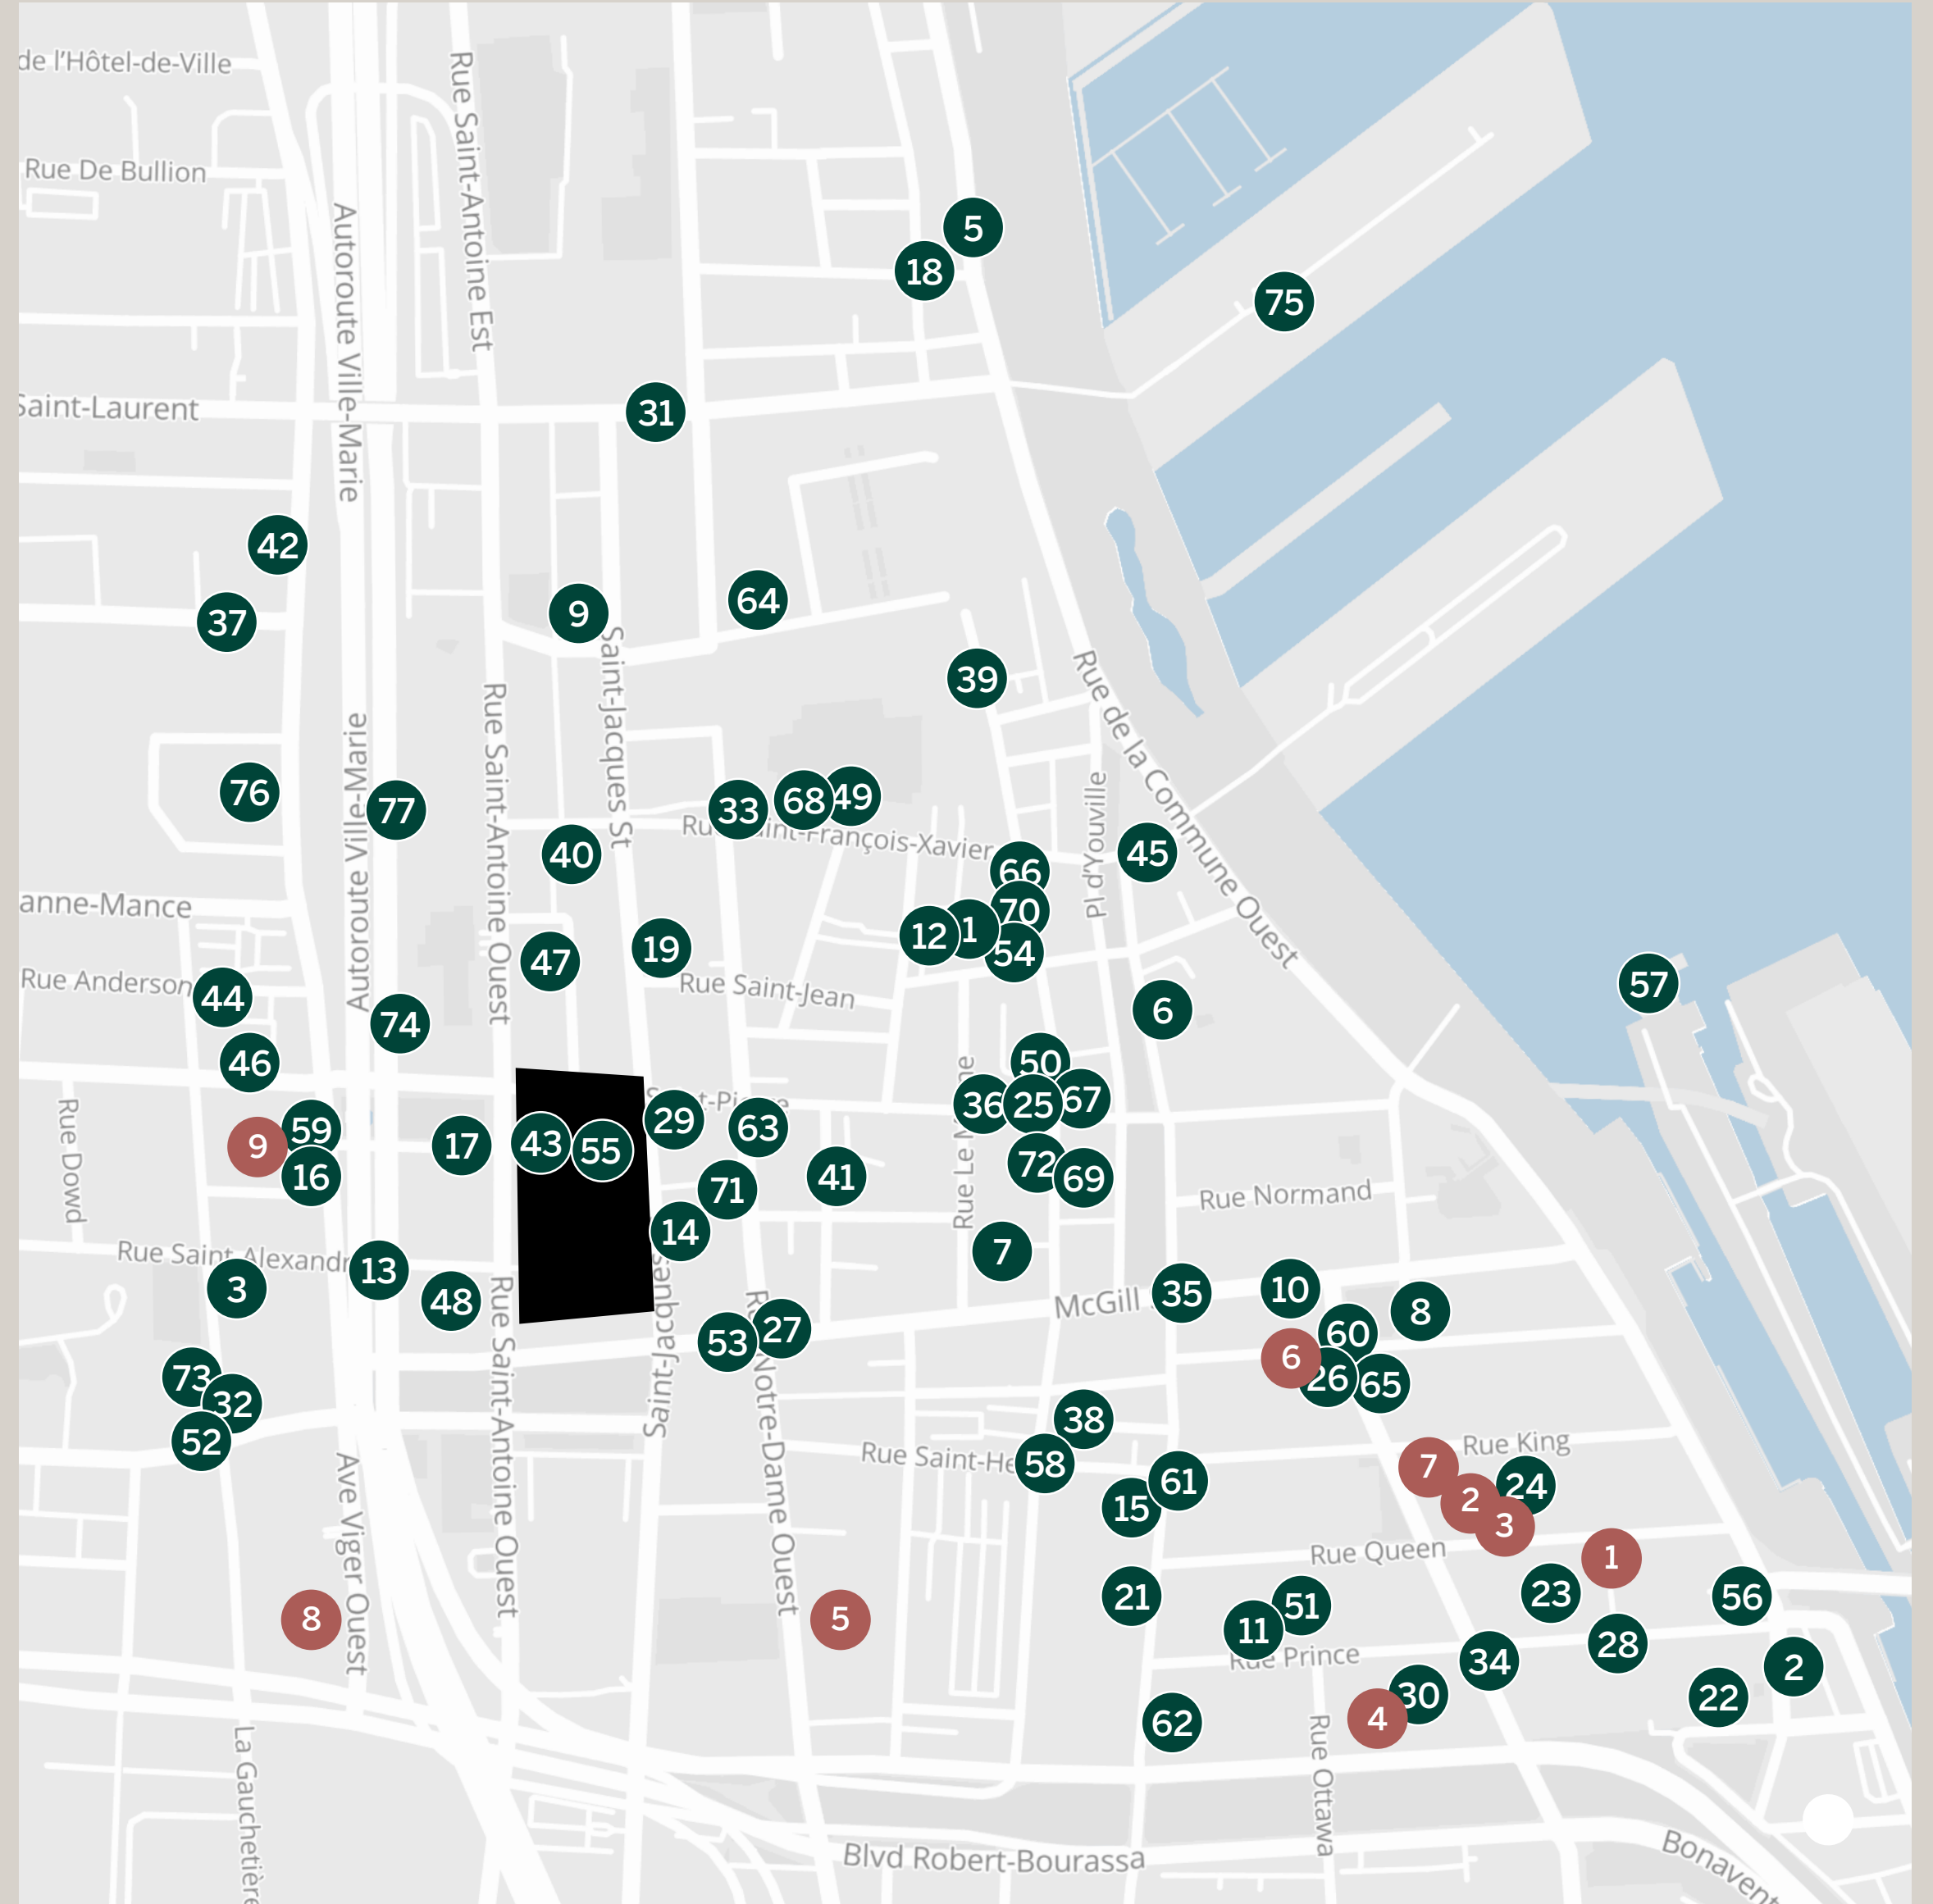 de l'Hôtel-de-Ville
Rue Saint-Antoine Est
Rue De Bullion
Autoroute Ville-Marie
5
18
75
Saint-Laurent
31
42
64
9
37
Saint-Jacques St
39
Rue de la Commune Ouest
Rue Saint-Antoine Ouest
Autoroute Ville-Marie
76
77
33
68
49
Pl d'Youville
40
45
66
anne-Mance
70
12
1
54
19
47
Rue Anderson
44
Rue Saint-Jean
57
6
74
46
50
36
25
67
Rue Dowd
29
63
59
9
17
43
55
16
71
41
72
69
Rue Normand
14
7
Rue Saint-Alexandr
13
3
48
McGill
35
10
8
53
27
60
6
26
65
73
32
52
Rue Saint-Antoine Ouest
Saint-Jacques
Notre-Dame Ouest
38
Rue Saint-He
58
Rue King
7
24
2
3
61
15
Ave Viger Ouest
Rue Queen
1
8
5
21
51
11
23
56
Rue Prince
34
28
2
30
4
22
62
La Gauchetière
Rue Ottawa
Blvd Robert-Bourassa
Bonavent